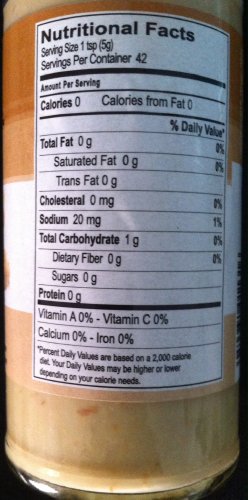 Nutritional Facts
Serving Size 1 tsp (5g)
Servings Per Container 42
Amount Per Serving
Calories 0 Calories from Fat 0
% Daily Value*
Total Fat 0 g 0%
Saturated Fat 0 g 0%
Trans Fat 0 g
Cholesteral 0 mg 0%
Sodium 20 mg 1%
Total Carbohydrate 1 g 0%
Dietary Fiber 0 g 0%
Sugars 0 g
Protein 0 g
Vitamin A 0% - Vitamin C 0%
Calcium 0% - Iron 0%
*Percent Daily Values are based on a 2,000 calorie
diet. Your Daily Values may be higher or lower
depending on your calorie needs.